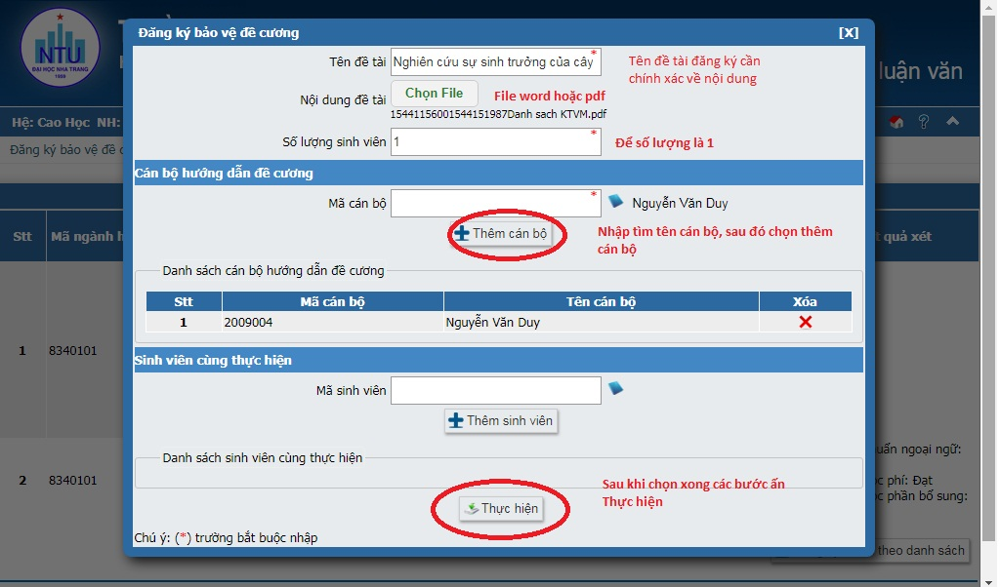 Đăng ký bảo vệ đề cương [X]
NTU
ĐẠI HỌC NHA TRANG
1959
luận văn
Hệ: Cao Học NH:
Đăng ký bảo vệ đề c
Tên đề tài Nghiên cứu sự sinh trưởng của cây *
Tên đề tài đăng ký cần
chính xác về nội dung
Nội dung đề tài Chọn File File word hoặc pdf
15441156001544151987Danh sach KTVM.pdf
Số lượng sinh viên 1 * Để số lượng là 1
Cán bộ hướng dẫn đề cương
Mã cán bộ * Nguyễn Văn Duy
Thêm cán bộ
Nhập tìm tên cán bộ, sau đó chọn thêm
cán bộ
Danh sách cán bộ hướng dẫn đề cương
Stt Mã cán bộ Tên cán bộ Xóa
1 2009004 Nguyễn Văn Duy
Sinh viên cùng thực hiện
Mã sinh viên
Thêm sinh viên
Danh sách sinh viên cùng thực hiện
Sau khi chọn xong các bước ấn
Thực hiện
Thực hiện
Chú ý: (*) trường bắt buộc nhập
Stt Mã ngành h
t quả xét
1 8340101
2 8340101
uẩn ngoại ngữ:
c phí: Đạt
c phần bổ sung:
theo danh sách